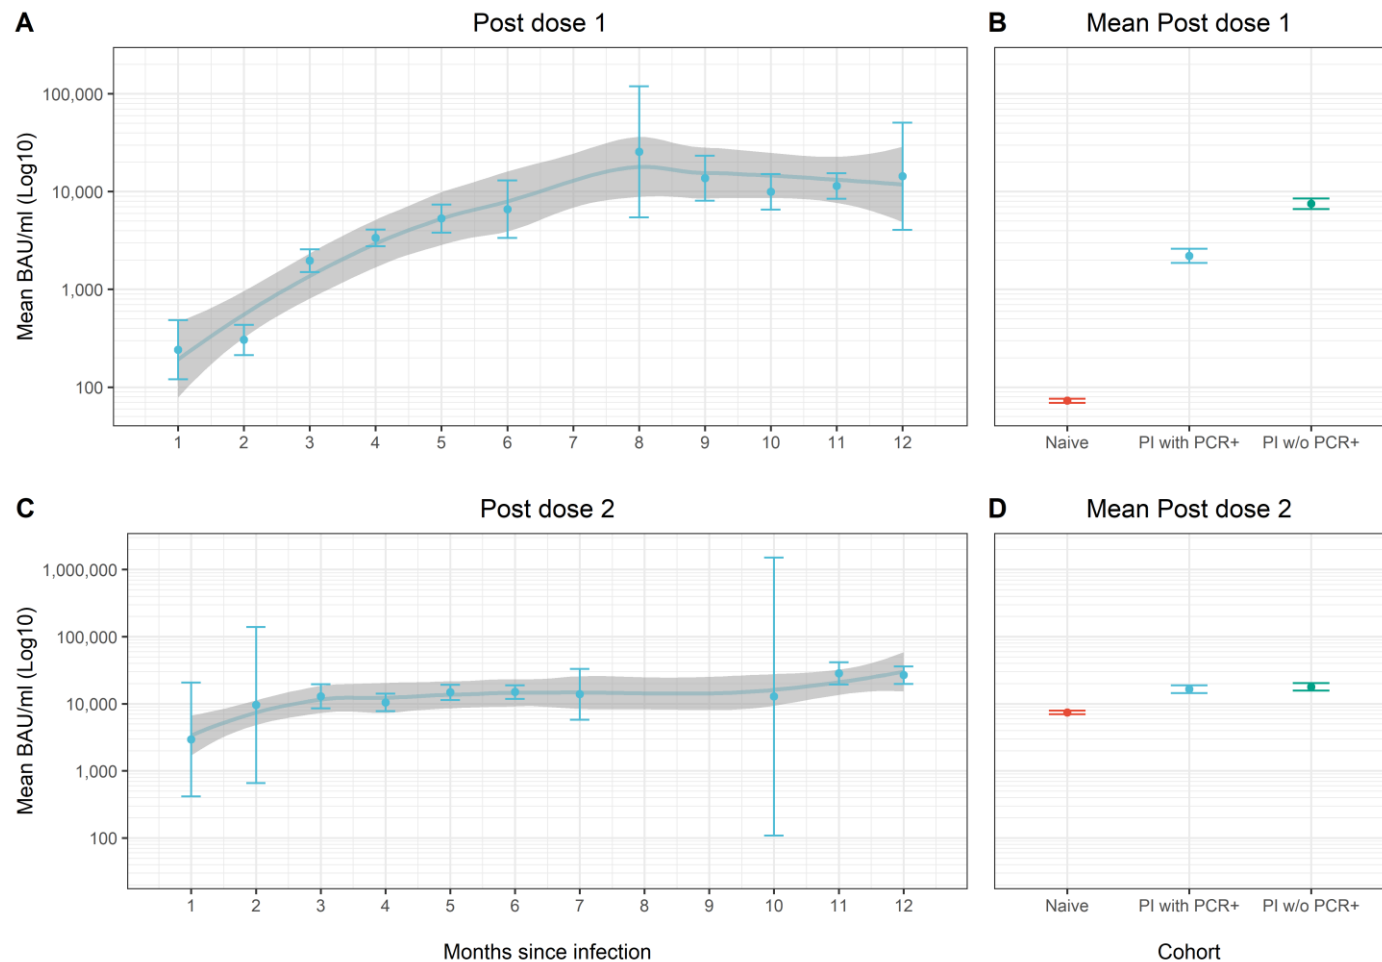 A Post dose 1
B Mean Post dose 1
Mean BAU/ml (Log10)
100,000
10,000
1,000
100
1 2 3 4 5 6 7 8 9 10 11 12
Naive PI with PCR+ PI w/o PCR+
C Post dose 2
D Mean Post dose 2
Mean BAU/ml (Log10)
1,000,000
100,000
10,000
1,000
100
1 2 3 4 5 6 7 8 9 10 11 12
Naive PI with PCR+ PI w/o PCR+
Months since infection
Cohort